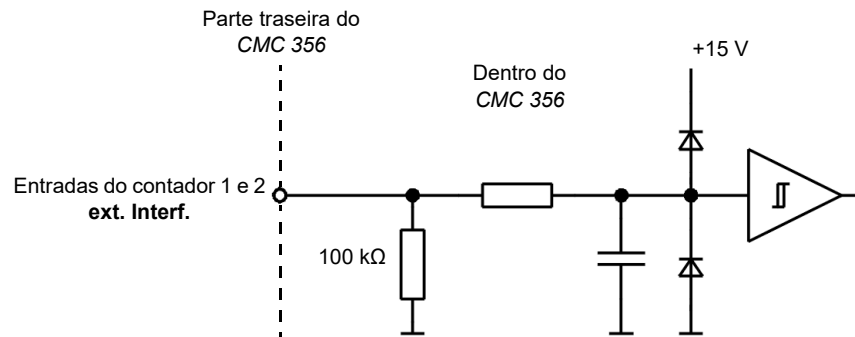 Parte traseira do
CMC 356
+15 V
Dentro do
CMC 356
Entradas do contador 1 e 2
ext. Interf.
100 kΩ